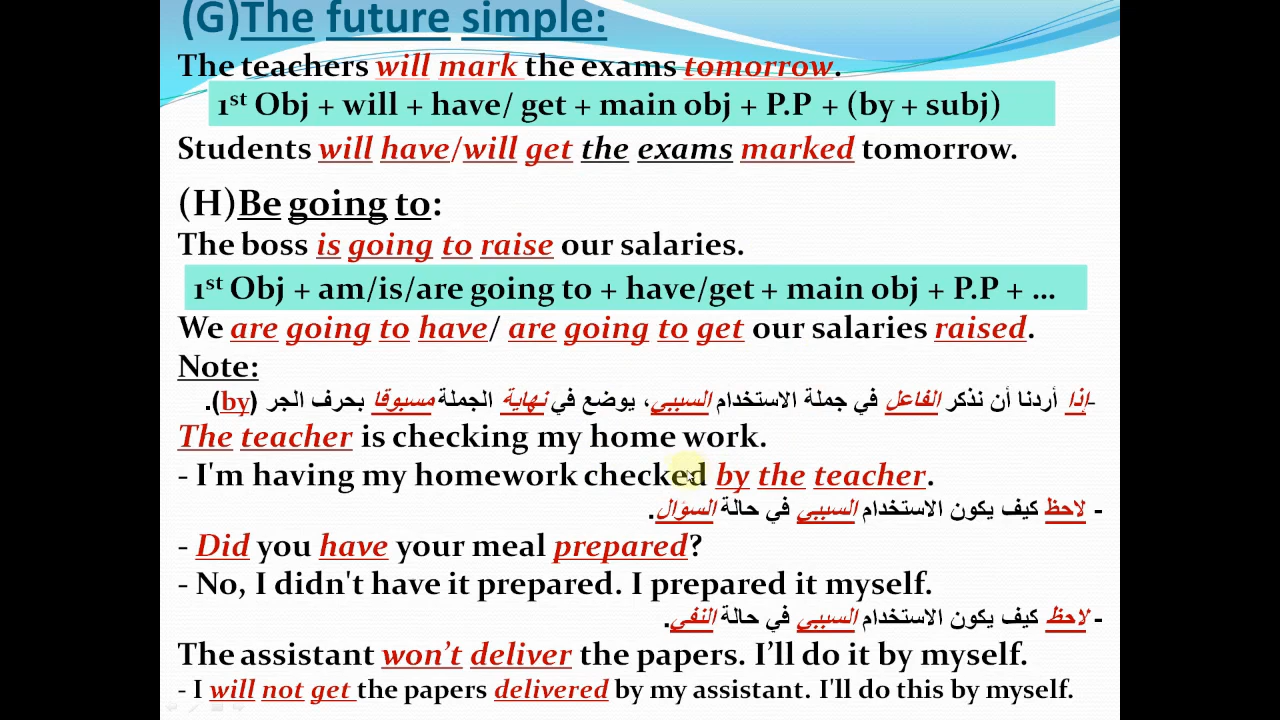 (G)The future simple:
The teachers will mark the exams tomorrow.
1st Obj + will + have/ get + main obj + P.P + (by + subj)
Students will have/will get the exams marked tomorrow.
(H)Be going to:
The boss is going to raise our salaries.
1st Obj + am/is/are going to + have/get + main obj + P.P + ...
We are going to have/ are going to get our salaries raised.
Note:
-إذا أردنا أن نذكر الفاعل في جملة الاستخدام السببي، يوضع في نهاية الجملة مسبوقا بحرف الجر (by).
The teacher is checking my home work.
- I'm having my homework checked by the teacher.
- لاحظ كيف يكون الاستخدام السببي في حالة السؤال.
- Did you have your meal prepared?
- No, I didn't have it prepared. I prepared it myself.
- لاحظ كيف يكون الاستخدام السببي في حالة النفي.
The assistant won’t deliver the papers. I’ll do it by myself.
- I will not get the papers delivered by my assistant. I'll do this by myself.